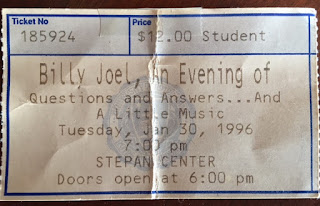 Ticket No Price
185924 $12.00 Student
Billy Joel, An Evening of
Questions and Answers...And
A Little Music
Tuesday, Jan 30, 1996
7:00 pm
STEPAN CENTER
Doors open at 6:00 pm